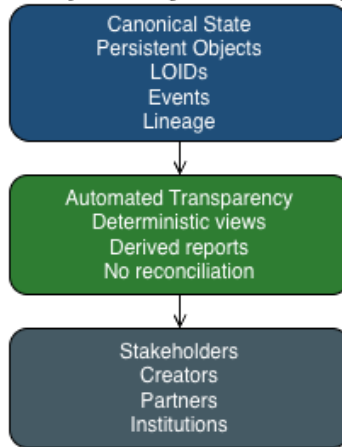 Canonical State
Persistent Objects
LOIDs
Events
Lineage
Automated Transparency
Deterministic views
Derived reports
No reconciliation
Stakeholders
Creators
Partners
Institutions